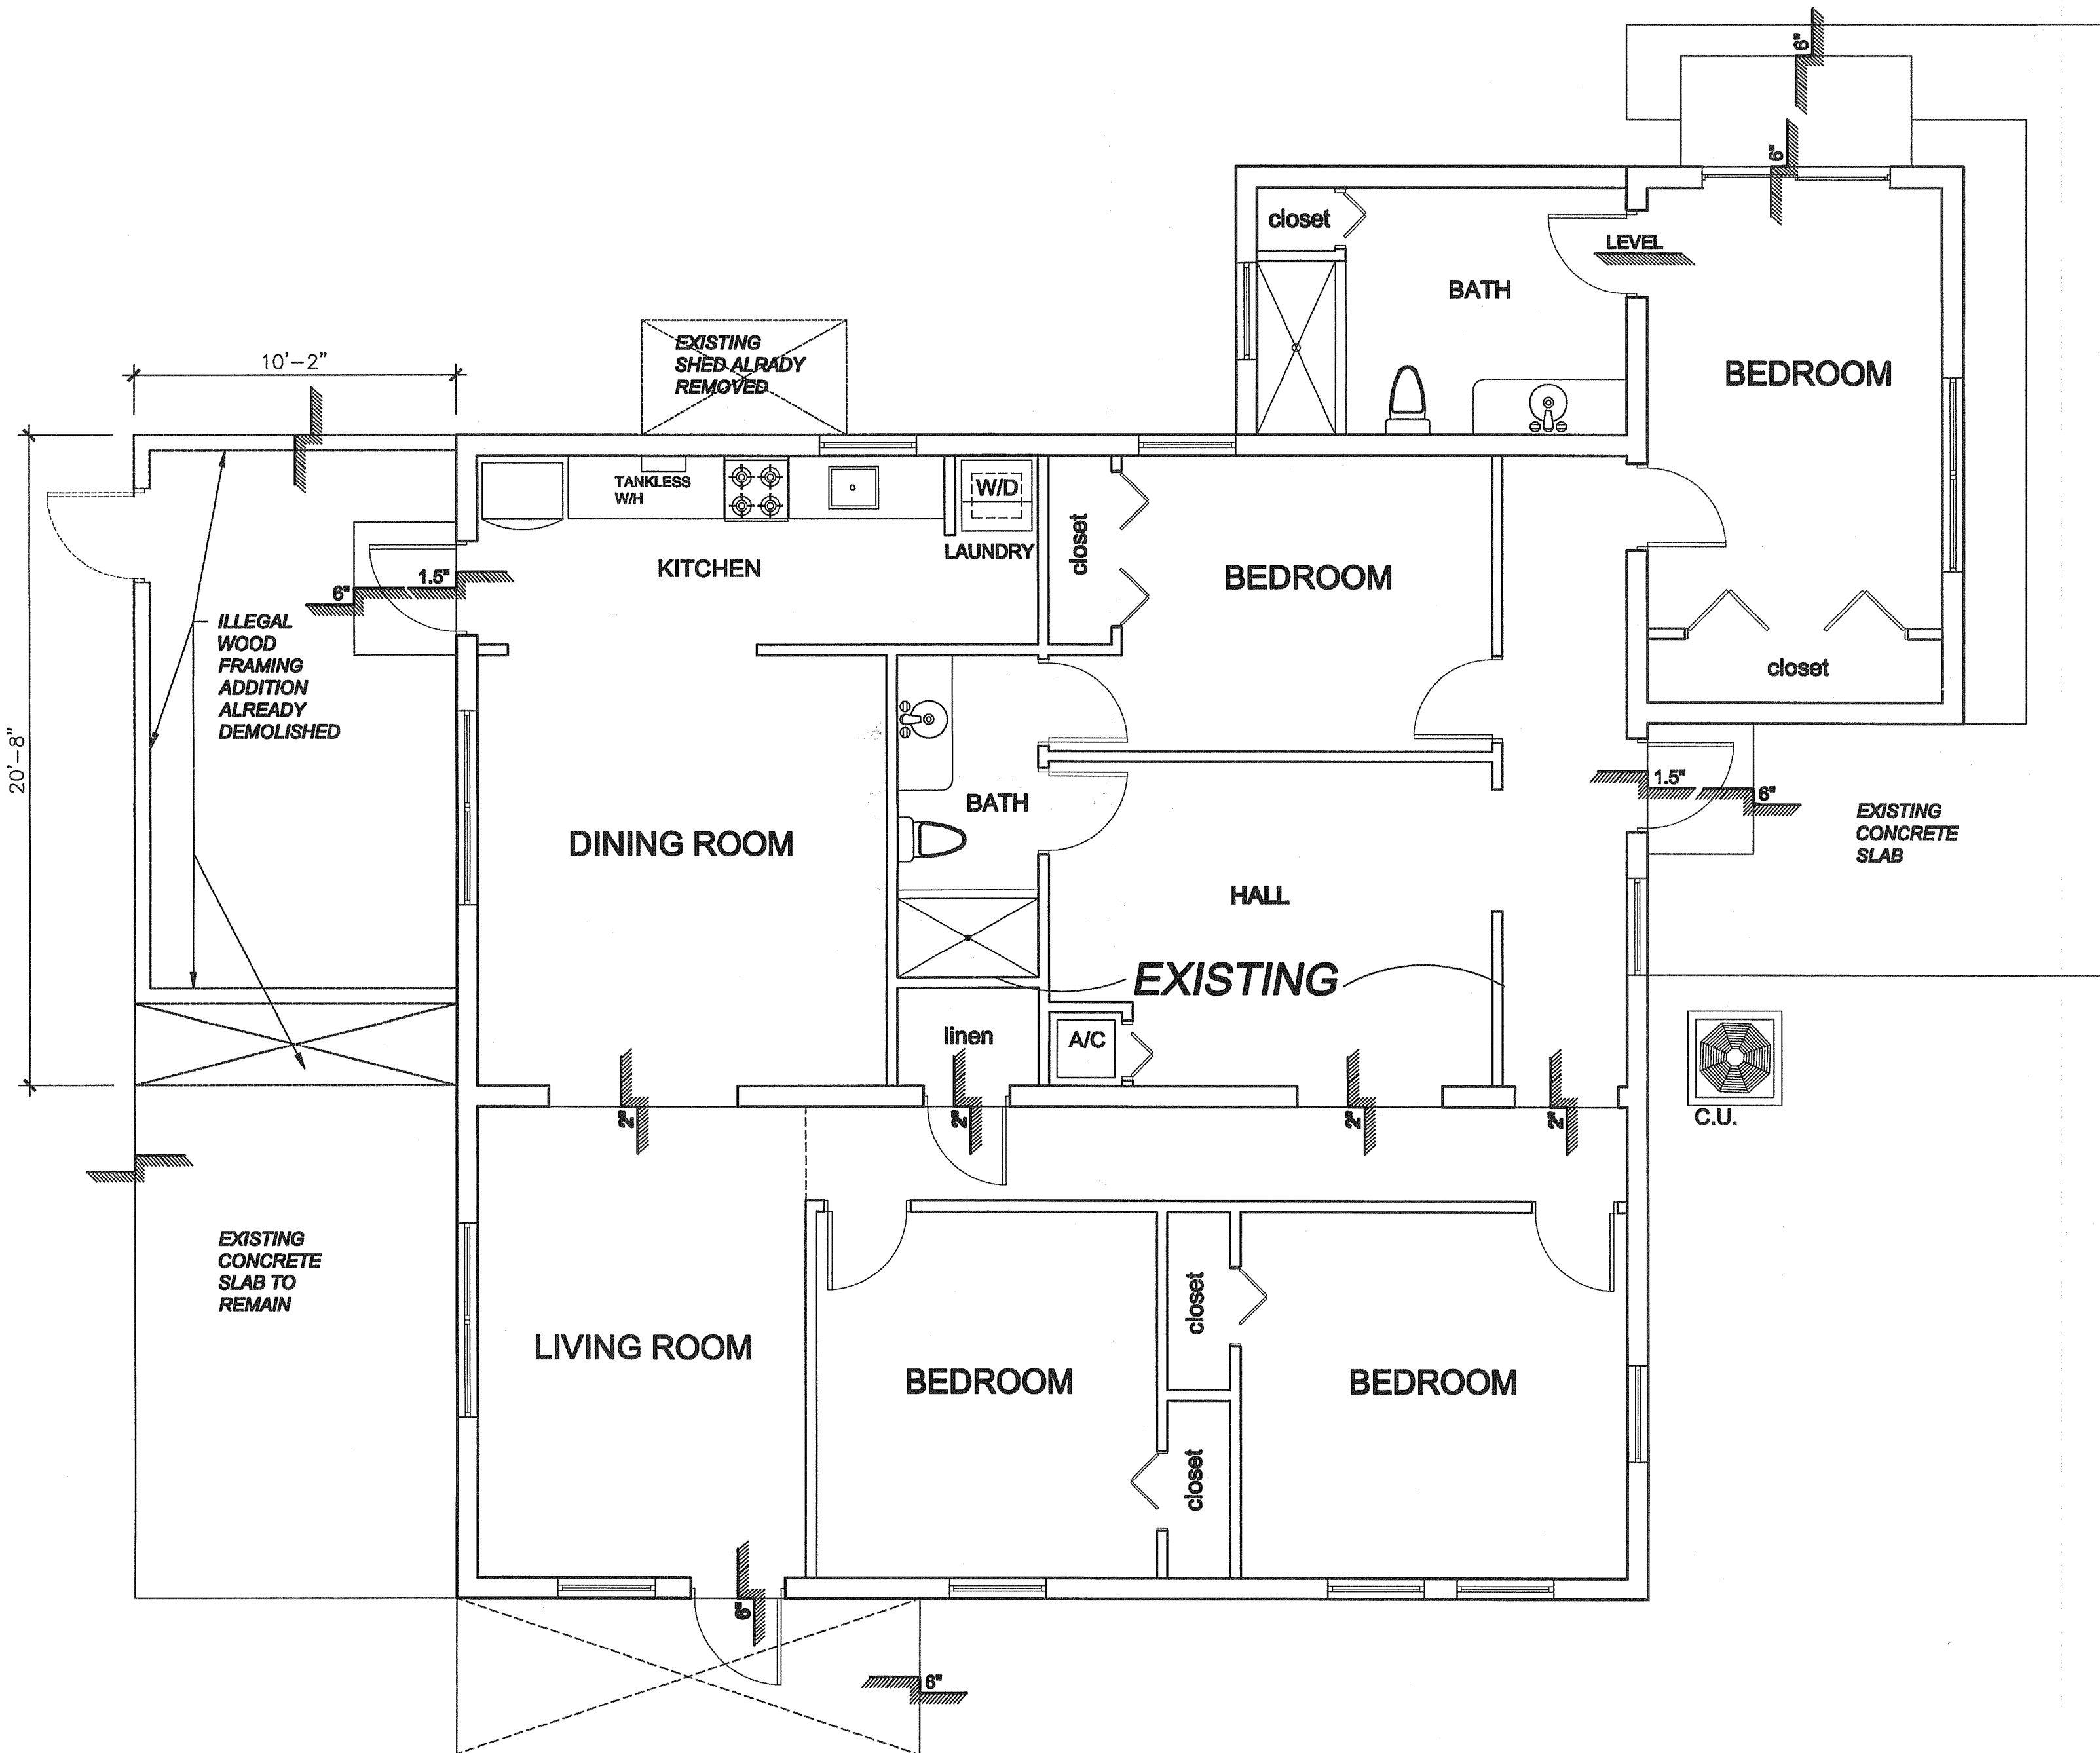 6"
6"
closet
LEVEL
BATH
BEDROOM
10'-2"
EXISTING
SHED ALRADY
REMOVED
TANKLESS
W/H
W/D
LAUNDRY
KITCHEN
closet
BEDROOM
1.5"
6"
ILLEGAL
WOOD
FRAMING
ADDITION
ALREADY
DEMOLISHED
closet
20'-8"
DINING ROOM
BATH
1.5"
6"
EXISTING
CONCRETE
SLAB
HALL
EXISTING
linen
A/C
2"
2"
2"
2"
C.U.
EXISTING
CONCRETE
SLAB TO
REMAIN
LIVING ROOM
BEDROOM
closet
BEDROOM
closet
6"
6"